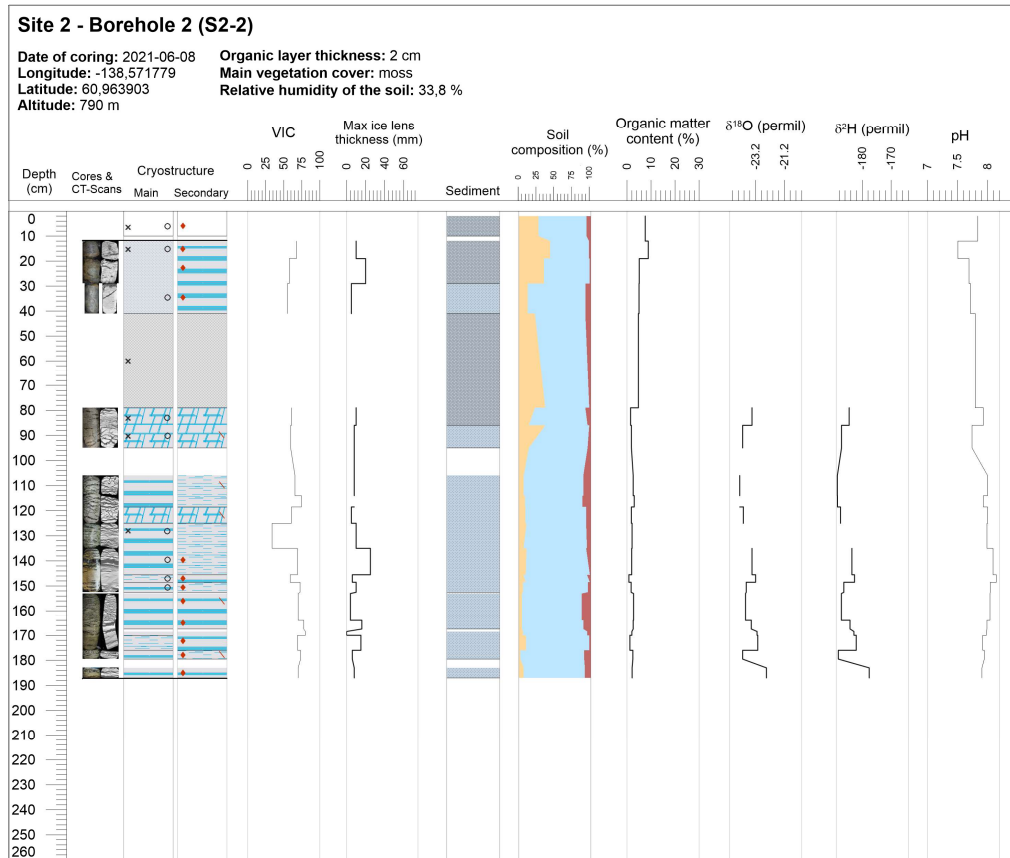 Site 2 - Borehole 2 (S2-2)
Date of coring: 2021-06-08
Longitude: -138,571779
Latitude: 60,963903
Altitude: 790 m
Organic layer thickness: 2 cm
Main vegetation cover: moss
Relative humidity of the soil: 33,8 %
Depth
(cm)
Cores &
CT-Scans
Cryostructure
Main Secondary
VIC
0 25 50 75 100
Max ice lens
thickness (mm)
0 20 40 60
Sediment
Soil
composition (%)
0 25 50 75 100
Organic matter
content (%)
0 10 20 30
δ¹⁸O (permil)
-23.2 -21.2
δ²H (permil)
-180 -170
pH
7 7.5 8
0
10
20
30
40
50
60
70
80
90
100
110
120
130
140
150
160
170
180
190
200
210
220
230
240
250
260